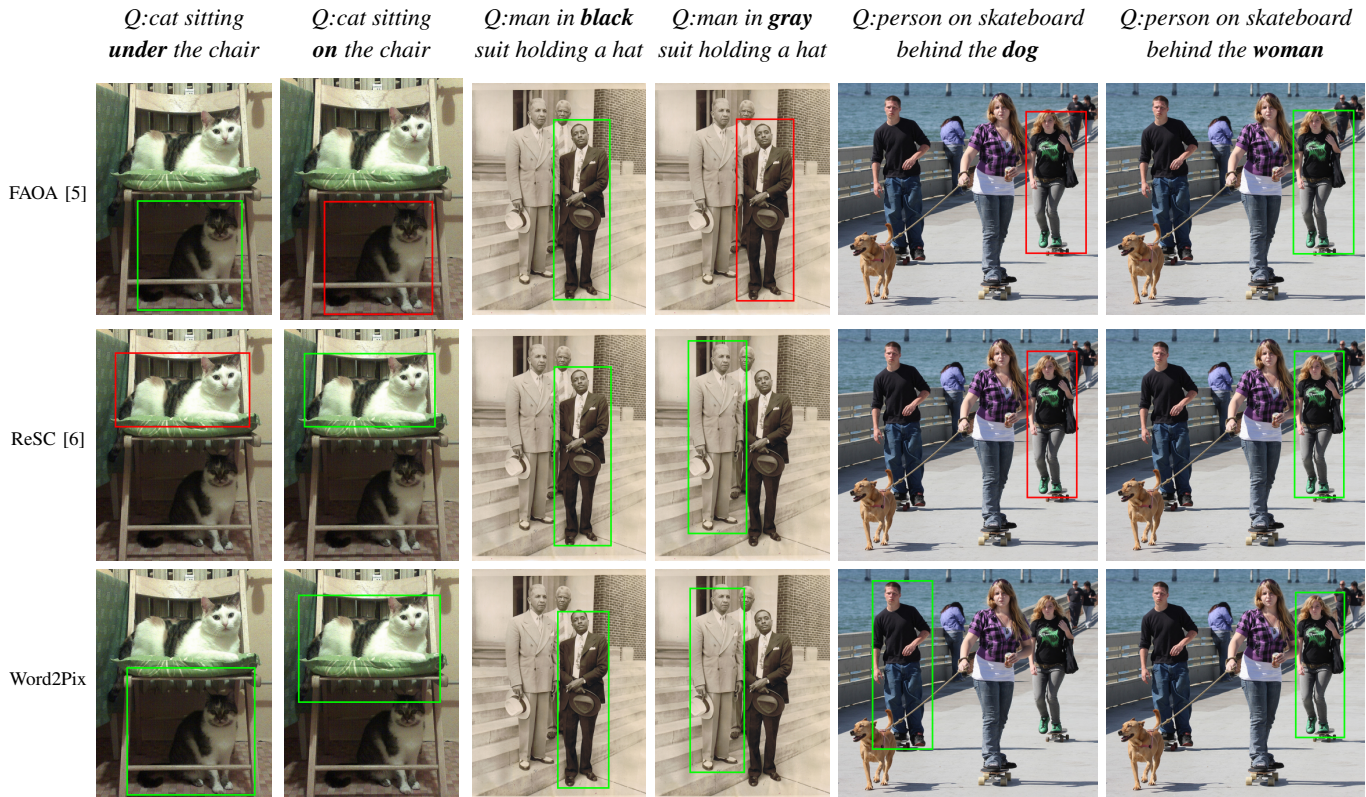 Q:cat sitting
under the chair
Q:cat sitting
on the chair
Q:man in black
suit holding a hat
Q:man in gray
suit holding a hat
Q:person on skateboard
behind the dog
Q:person on skateboard
behind the woman
FAOA [5]
ReSC [6]
Word2Pix